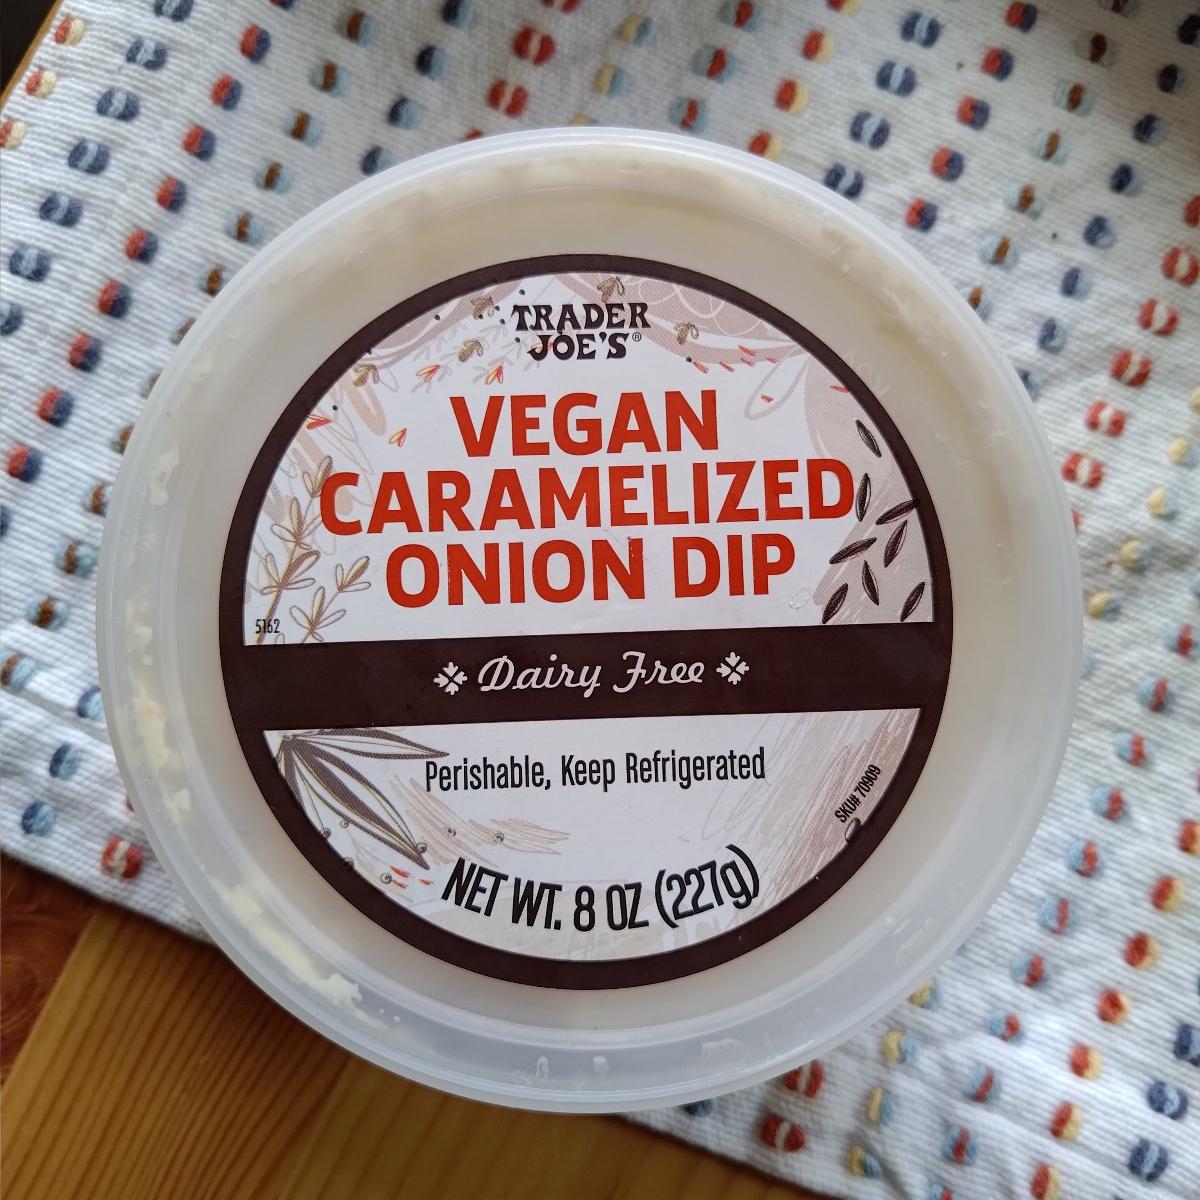 TRADER
JOE'S®
VEGAN
CARAMELIZED
ONION DIP
5162
Dairy Free
Perishable, Keep Refrigerated
SKU# 70909
NET WT. 8 OZ (227g)